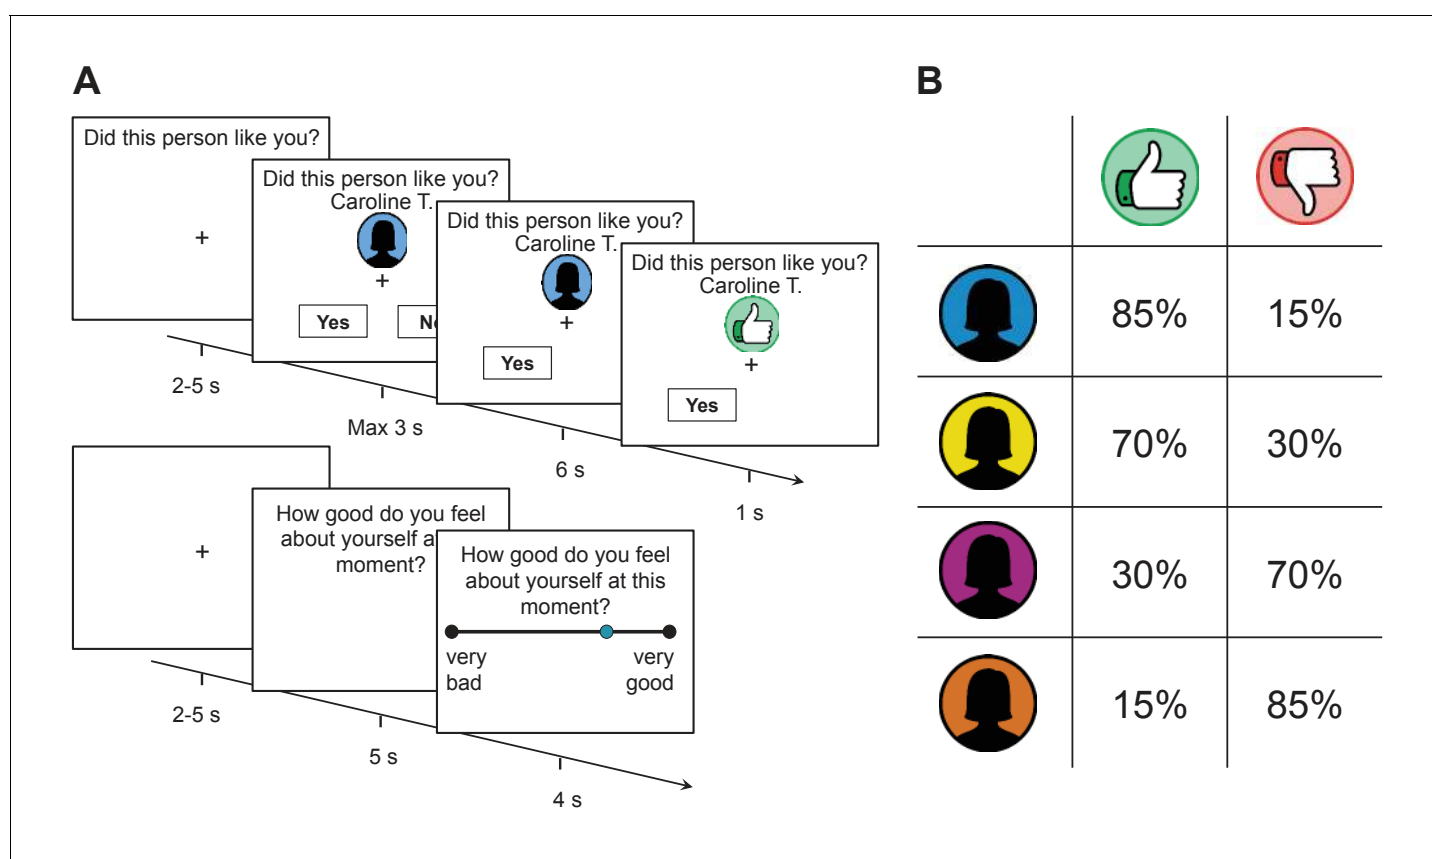 A
Did this person like you?
+
Did this person like you?
Caroline T.
+
Yes
Did this person like you?
Caroline T.
+
Yes
Did this person like you?
Caroline T.
+
Yes
2-5 s
Max 3 s
6 s
1 s
+
How good do you feel
about yourself a
moment?
How good do you feel
about yourself at this
moment?
very
bad
very
good
2-5 s
5 s
4 s
B
85%
15%
70%
30%
30%
70%
15%
85%